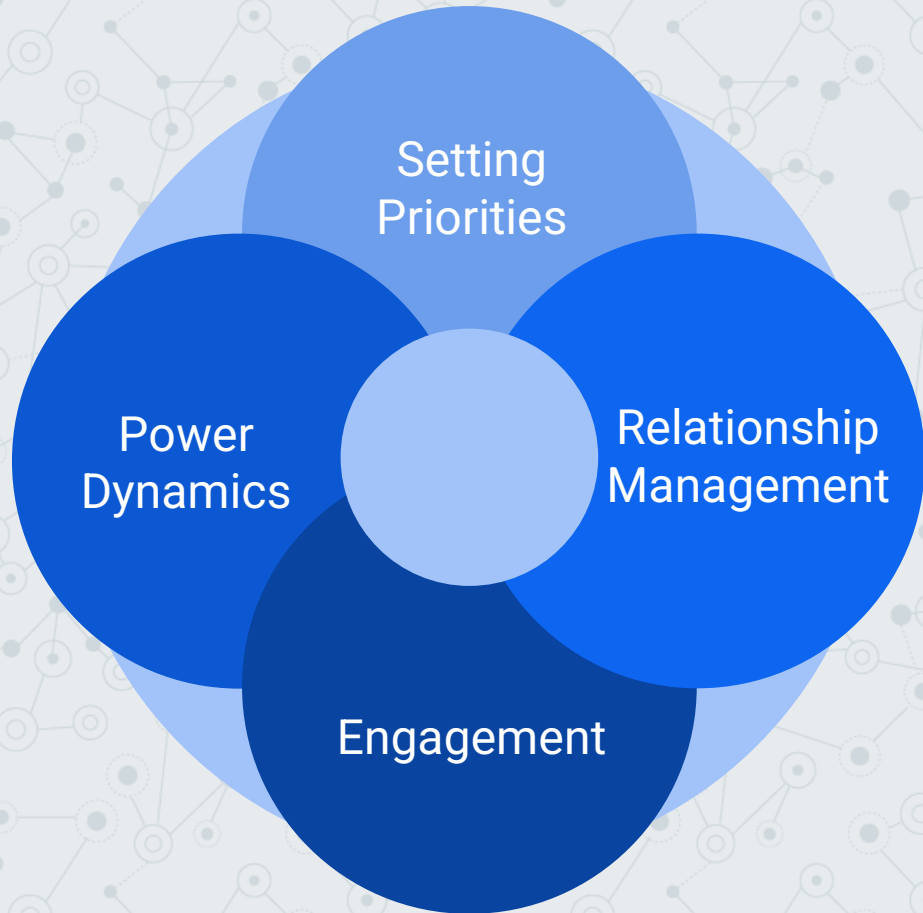 Setting
Priorities
Power
Dynamics
Relationship
Management
Engagement